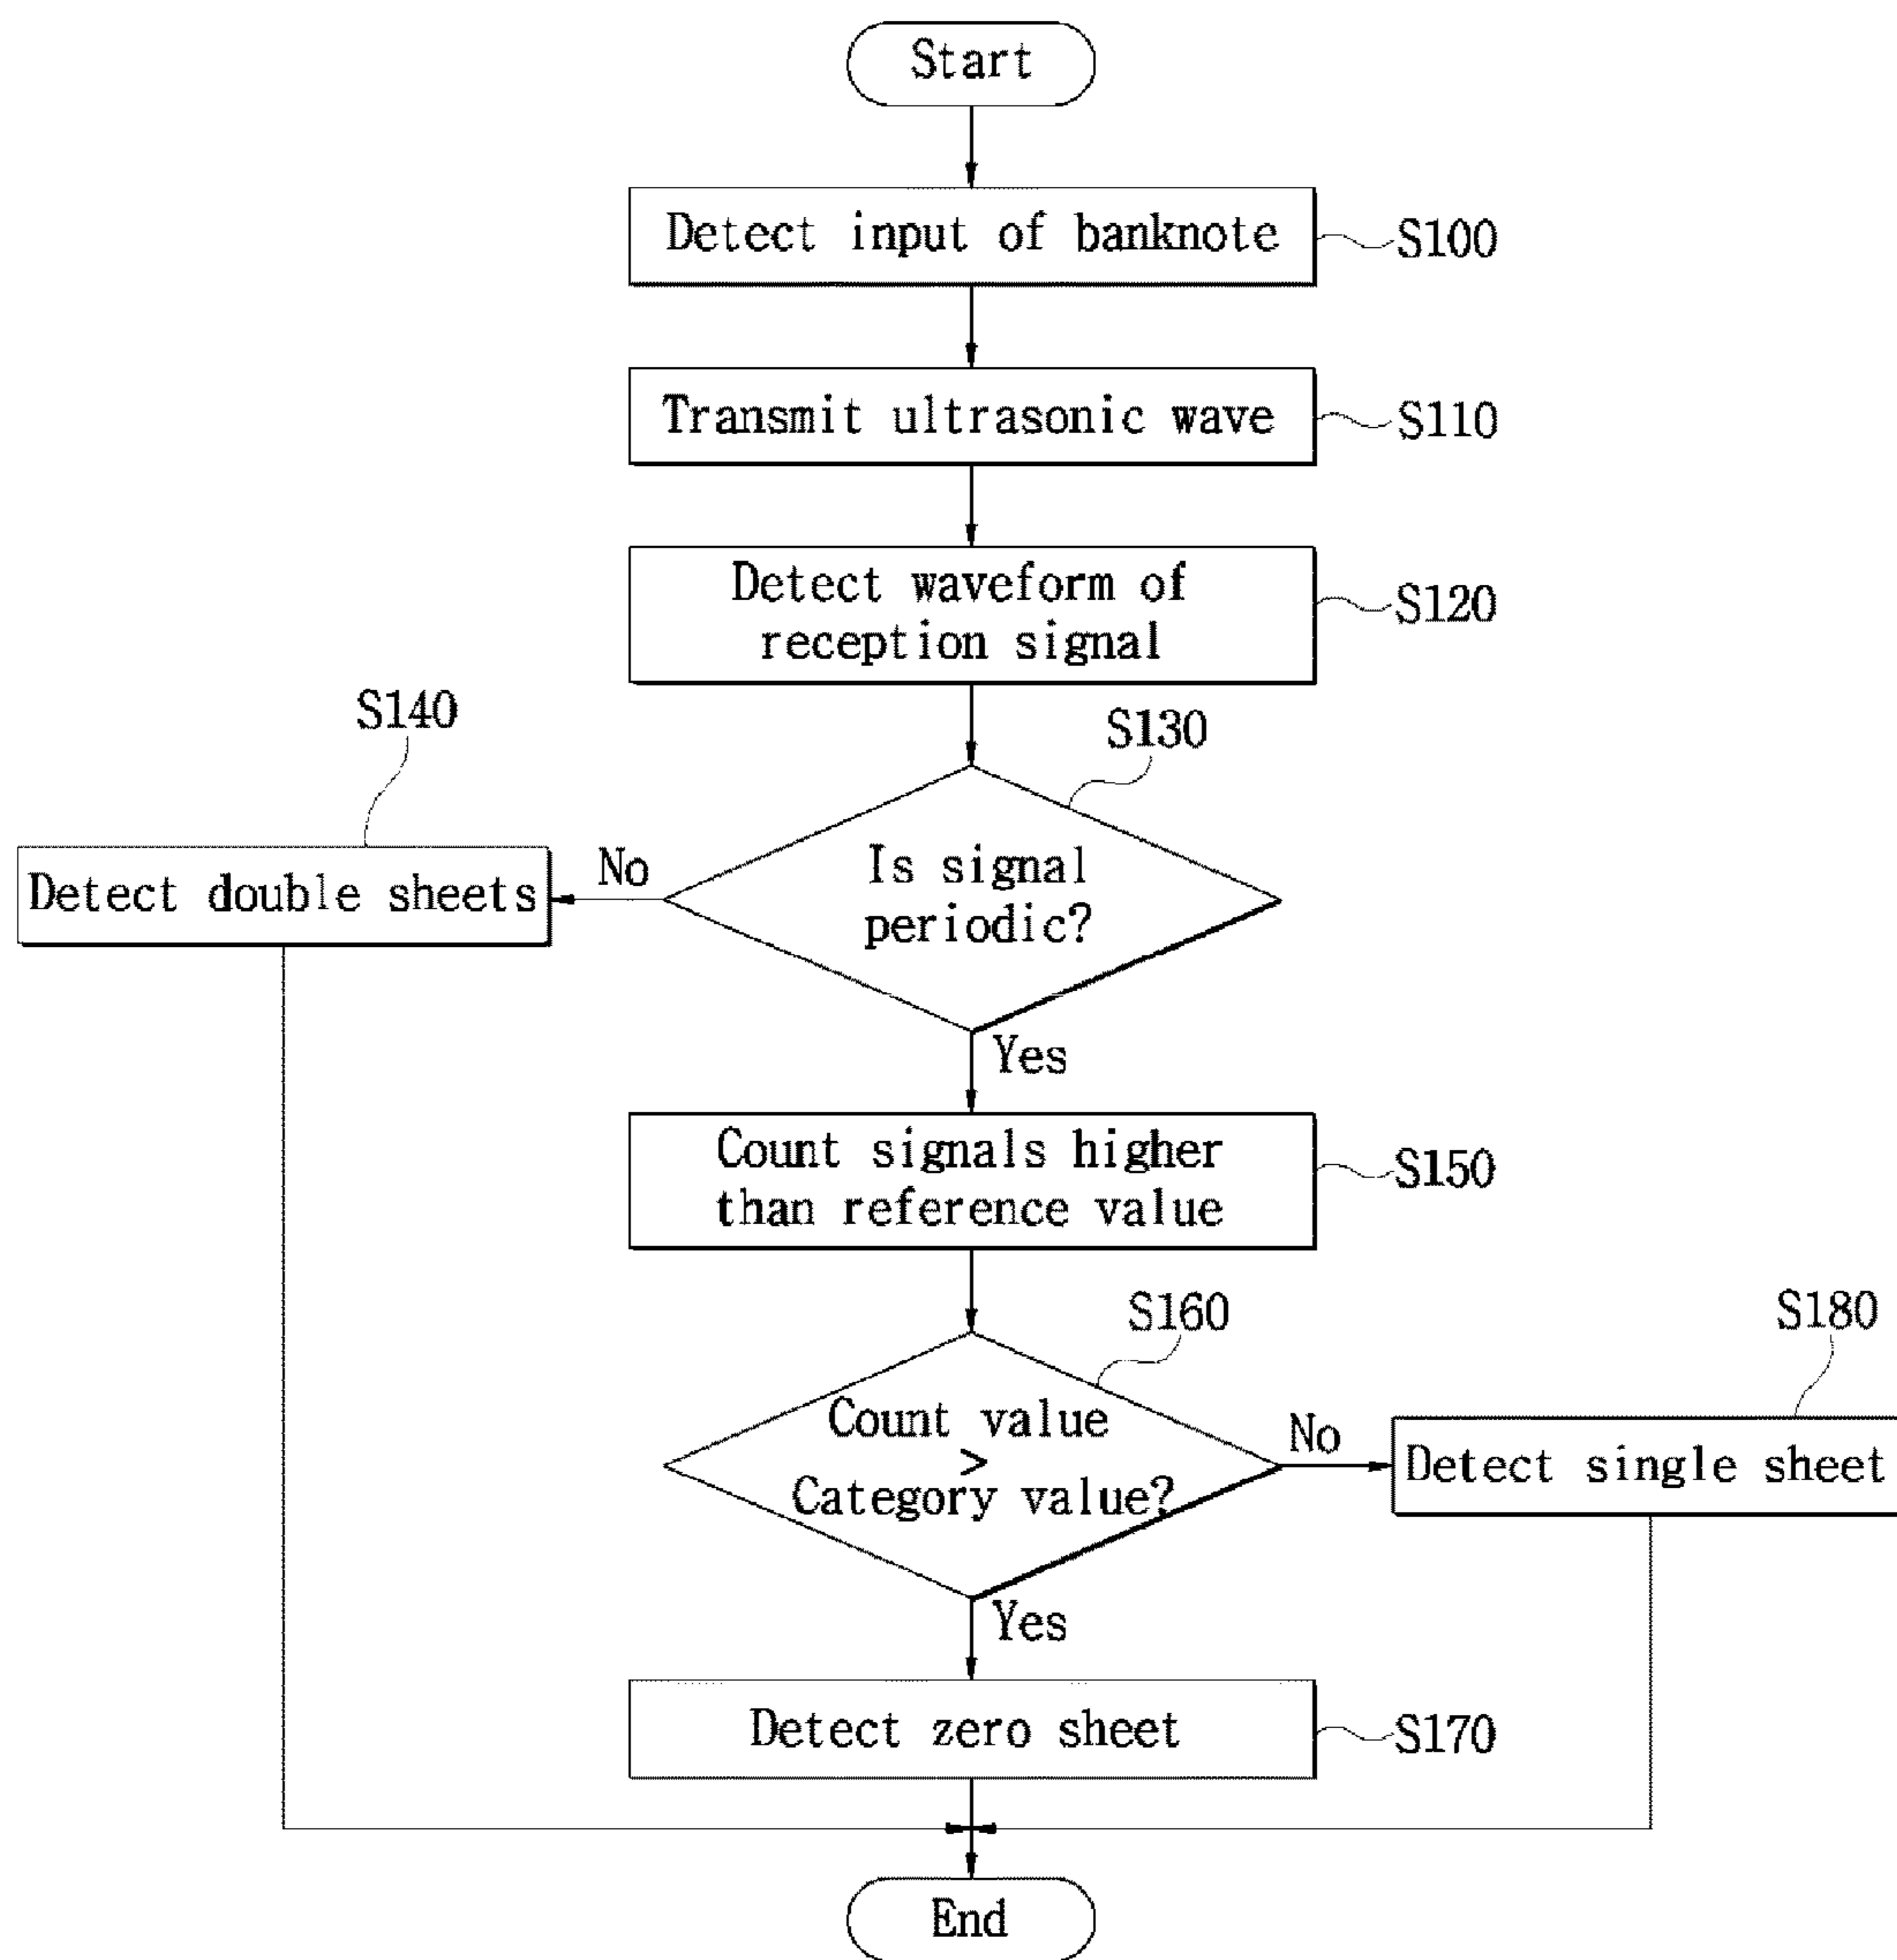 Start
Detect input of banknote
S100
Transmit ultrasonic wave
S110
Detect waveform of
reception signal
S120
S140
S130
Detect double sheets
No
Is signal
periodic?
Yes
Count signals higher
than reference value
S150
S160
S180
Count value
>
Category value?
No
Detect single sheet
Yes
Detect zero sheet
S170
End